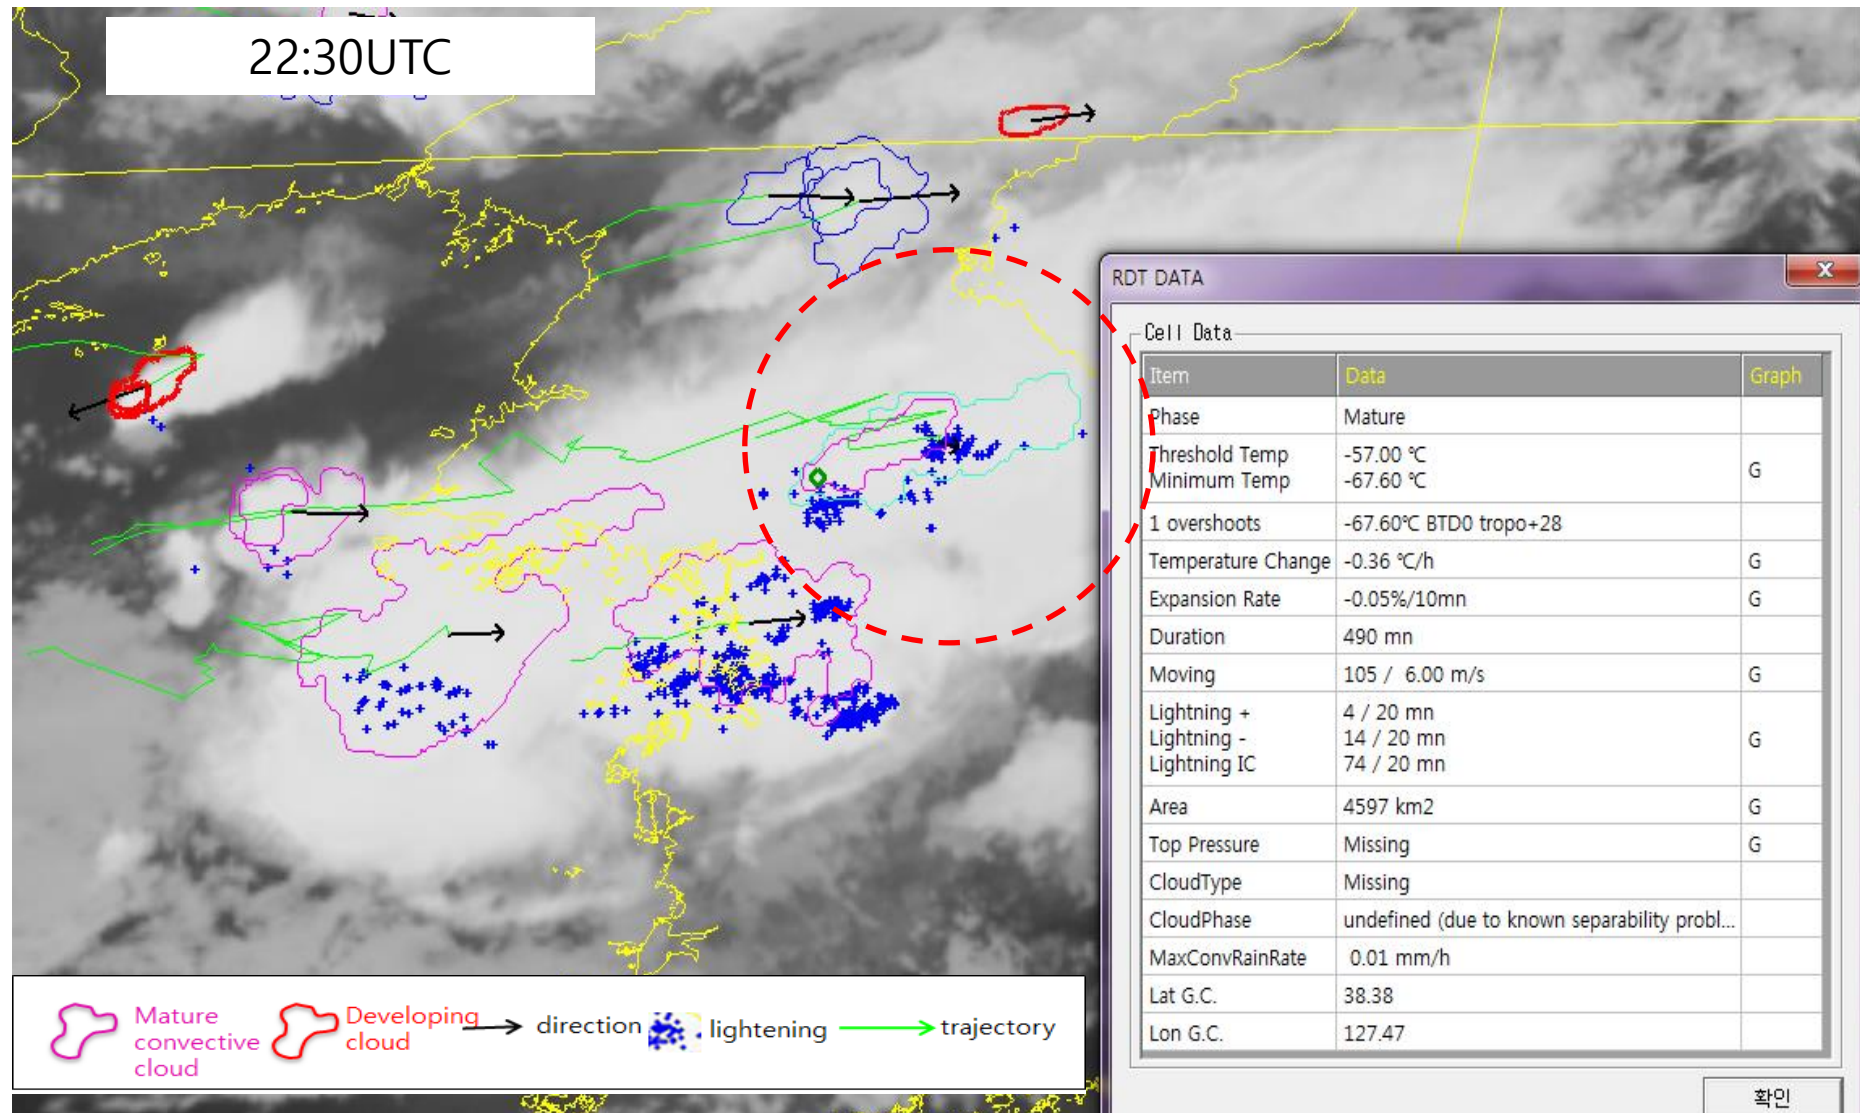 22:30UTC
RDT DATA
x
Cell Data
Item Data Graph
Phase Mature
Threshold Temp -57.00 ℃
Minimum Temp -67.60 ℃ G
1 overshoots -67.60℃ BTD0 tropo+28
Temperature Change -0.36 ℃/h G
Expansion Rate -0.05%/10mn G
Duration 490 mn
Moving 105 / 6.00 m/s G
Lightning + 4 / 20 mn
Lightning - 14 / 20 mn G
Lightning IC 74 / 20 mn
Area 4597 km2 G
Top Pressure Missing G
CloudType Missing
CloudPhase undefined (due to known separability probl...
MaxConvRainRate 0.01 mm/h
Lat G.C. 38.38
Lon G.C. 127.47
확인
Mature
convective
cloud
Developing
cloud
direction
lightening
trajectory